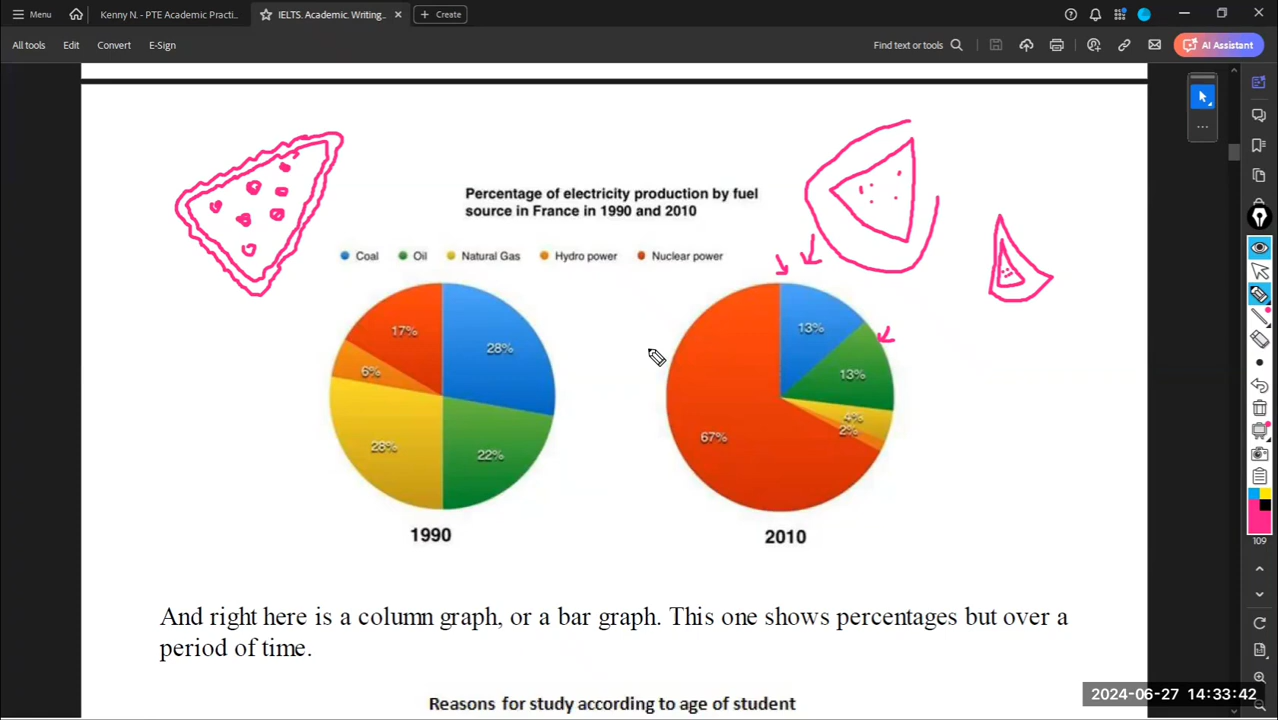 Menu
Kenny N. - PTE Academic Practi...
IELTS. Academic. Writing...
Create
All tools Edit Convert E-Sign
Find text or tools
AI Assistant
Percentage of electricity production by fuel
source in France in 1990 and 2010
Coal Oil Natural Gas Hydro power Nuclear power
17%
28%
6%
28%
22%
1990
13%
13%
4%
2%
67%
2010
And right here is a column graph, or a bar graph. This one shows percentages but over a
period of time.
Reasons for study according to age of student
109
2024-06-27 14:33:42